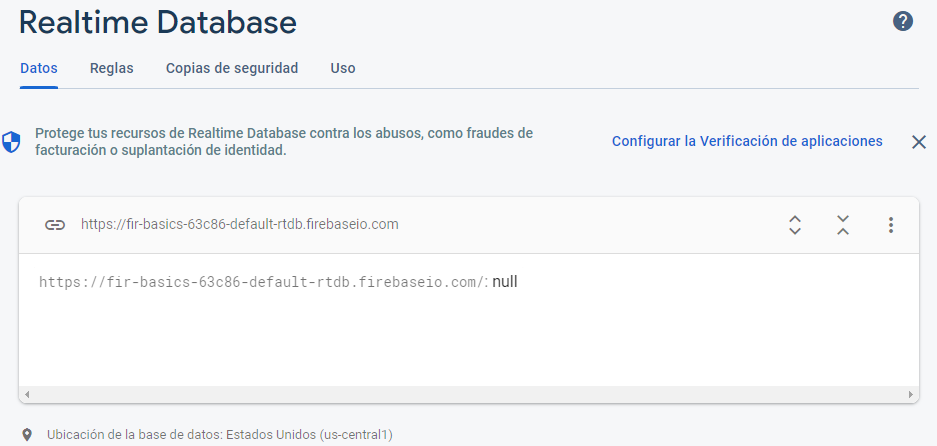 Realtime Database
Datos Reglas Copias de seguridad Uso
Protege tus recursos de Realtime Database contra los abusos, como fraudes de
facturación o suplantación de identidad.
Configurar la Verificación de aplicaciones
https://fir-basics-63c86-default-rtdb.firebaseio.com
https://fir-basics-63c86-default-rtdb.firebaseio.com/: null
Ubicación de la base de datos: Estados Unidos (us-central1)